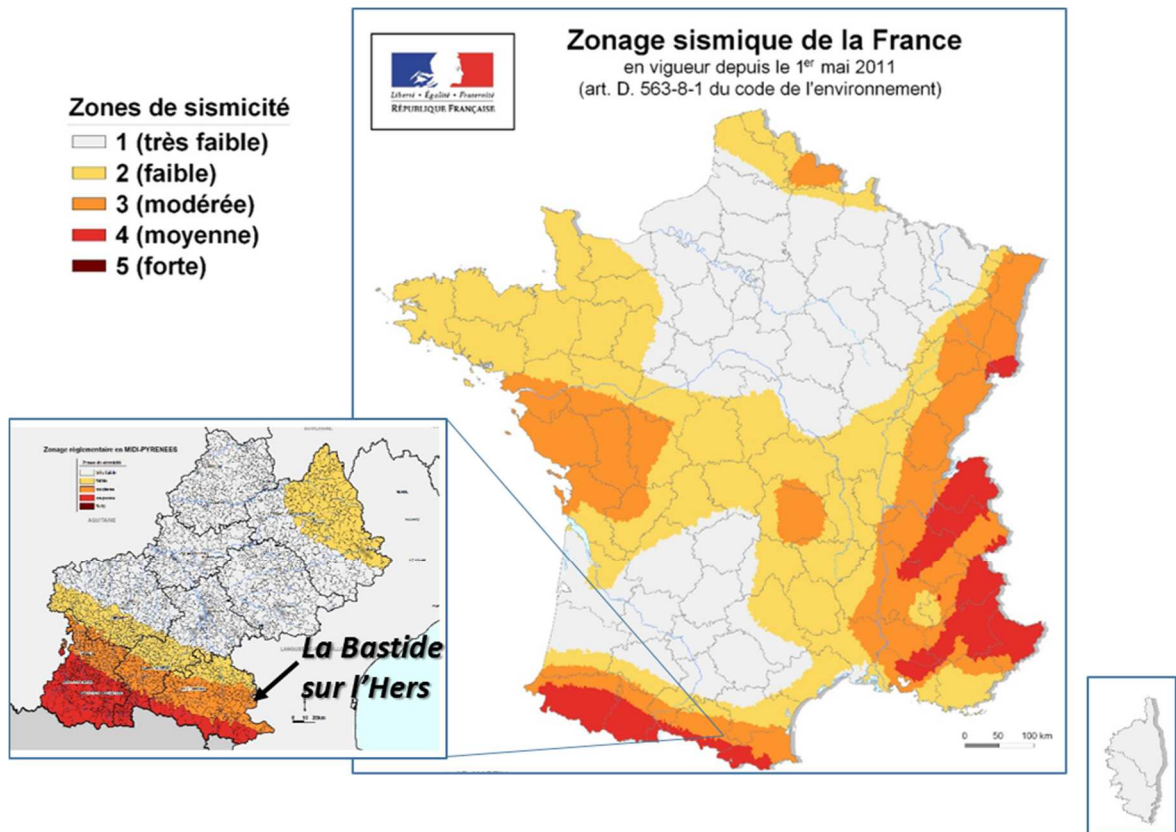 Zonage sismique de la France
en vigueur depuis le 1er mai 2011
(art. D. 563-8-1 du code de l'environnement)
Liberté • Égalité • Fraternité
RÉPUBLIQUE FRANÇAISE
Zones de sismicité
1 (très faible)
2 (faible)
3 (modérée)
4 (moyenne)
5 (forte)
Zonage réglementaire en MIDI-PYRENEES
AQUITAINE
La Bastide
sur l'Hers
0 50 100 km